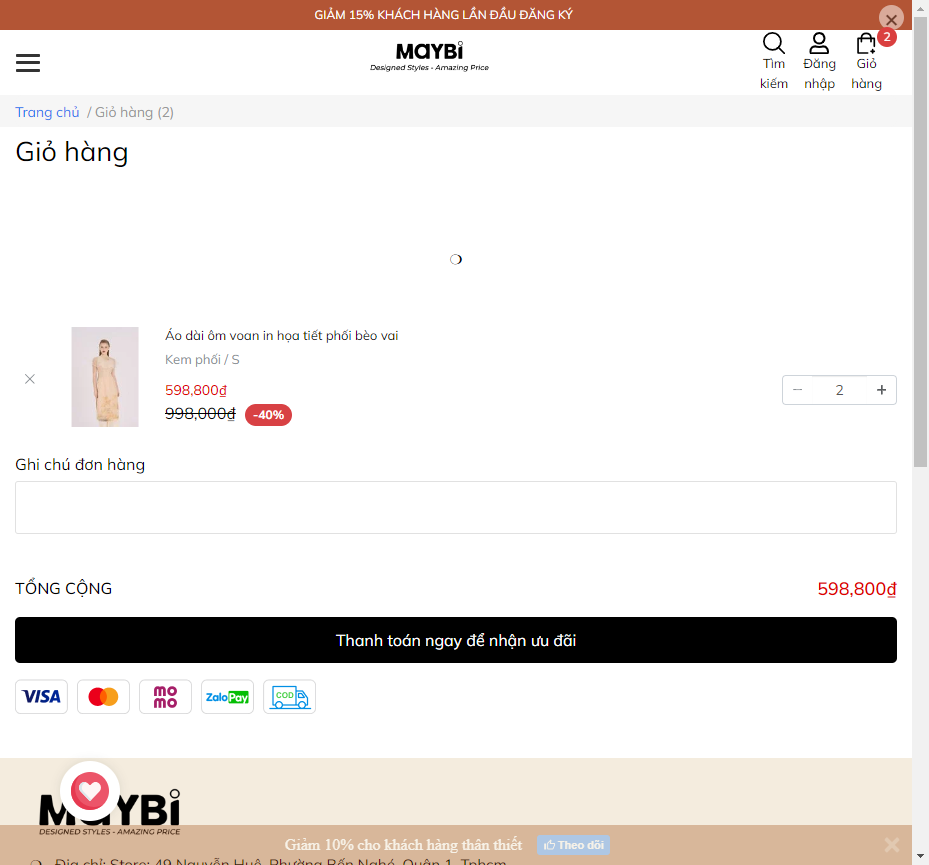 GIẢM 15% KHÁCH HÀNG LẦN ĐẦU ĐĂNG KÝ
MAYBI
Designed Styles - Amazing Price
Tìm kiếm
Đăng nhập
2
Giỏ hàng
Trang chủ / Giỏ hàng (2)
Giỏ hàng
Áo dài ôm voan in họa tiết phối bèo vai
Kem phối / S
598,800₫
998,000₫ -40%
2
Ghi chú đơn hàng
TỔNG CỘNG 598,800₫
Thanh toán ngay để nhận ưu đãi
VISA momo ZaloPay COD
MAYBI
DESIGNED STYLES - AMAZING PRICE
Giảm 10% cho khách hàng thân thiết Theo dõi
Địa chỉ: Store: 49 Nguyễn Huệ, Phường Bến Nghé, Quận 1, Tphcm